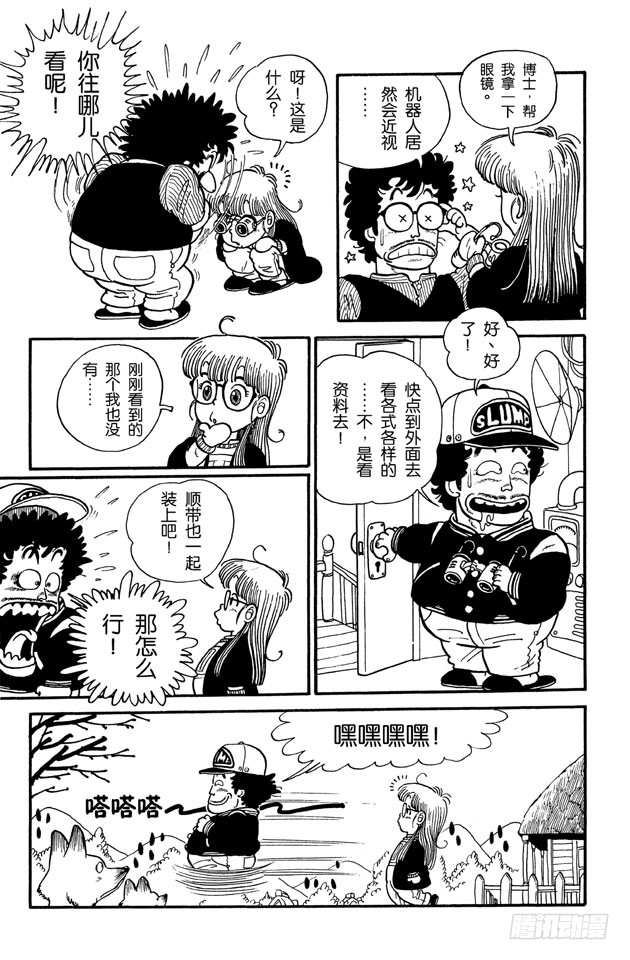 博士，帮
我拿一下
眼镜。
机器人居
然会近视
……
呀！这是
什么？
你往哪儿
看呢！
好、好
了！
SLUMP
快点到外面去
看各式各样的
……不，是看
资料去！
刚刚看到的
那个我也没
有……
顺带也一起
装上吧！
那怎么
行！
嘿嘿嘿嘿！
嗒嗒嗒
腾讯动漫